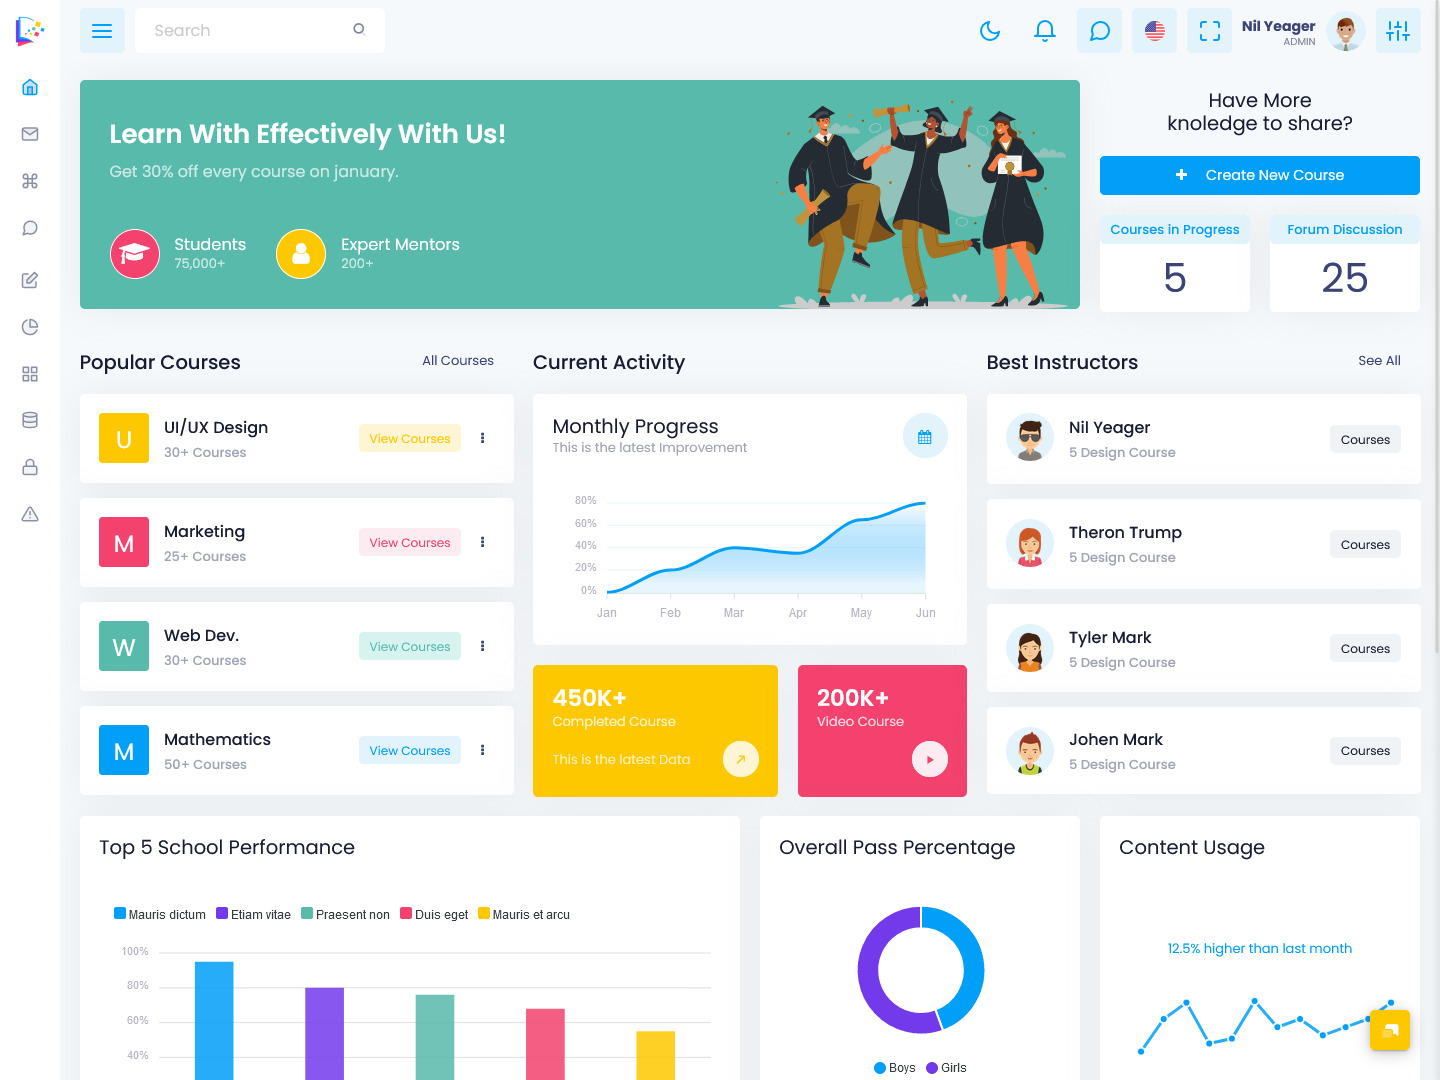 Search
Nil Yeager
ADMIN
Learn With Effectively With Us!
Get 30% off every course on january.
Students
75,000+
Expert Mentors
200+
Have More
knoledge to share?
Create New Course
Courses in Progress
5
Forum Discussion
25
Popular Courses
All Courses
U
UI/UX Design
30+ Courses
View Courses
M
Marketing
25+ Courses
View Courses
W
Web Dev.
30+ Courses
View Courses
M
Mathematics
50+ Courses
View Courses
Current Activity
Monthly Progress
This is the latest Improvement
80%
60%
40%
20%
0%
Jan Feb Mar Apr May Jun
450K+
Completed Course
This is the latest Data
200K+
Video Course
Best Instructors
See All
Nil Yeager
5 Design Course
Courses
Theron Trump
5 Design Course
Courses
Tyler Mark
5 Design Course
Courses
Johen Mark
5 Design Course
Courses
Top 5 School Performance
Mauris dictum Etiam vitae Praesent non Duis eget Mauris et arcu
100%
80%
60%
40%
Overall Pass Percentage
Boys Girls
Content Usage
12.5% higher than last month